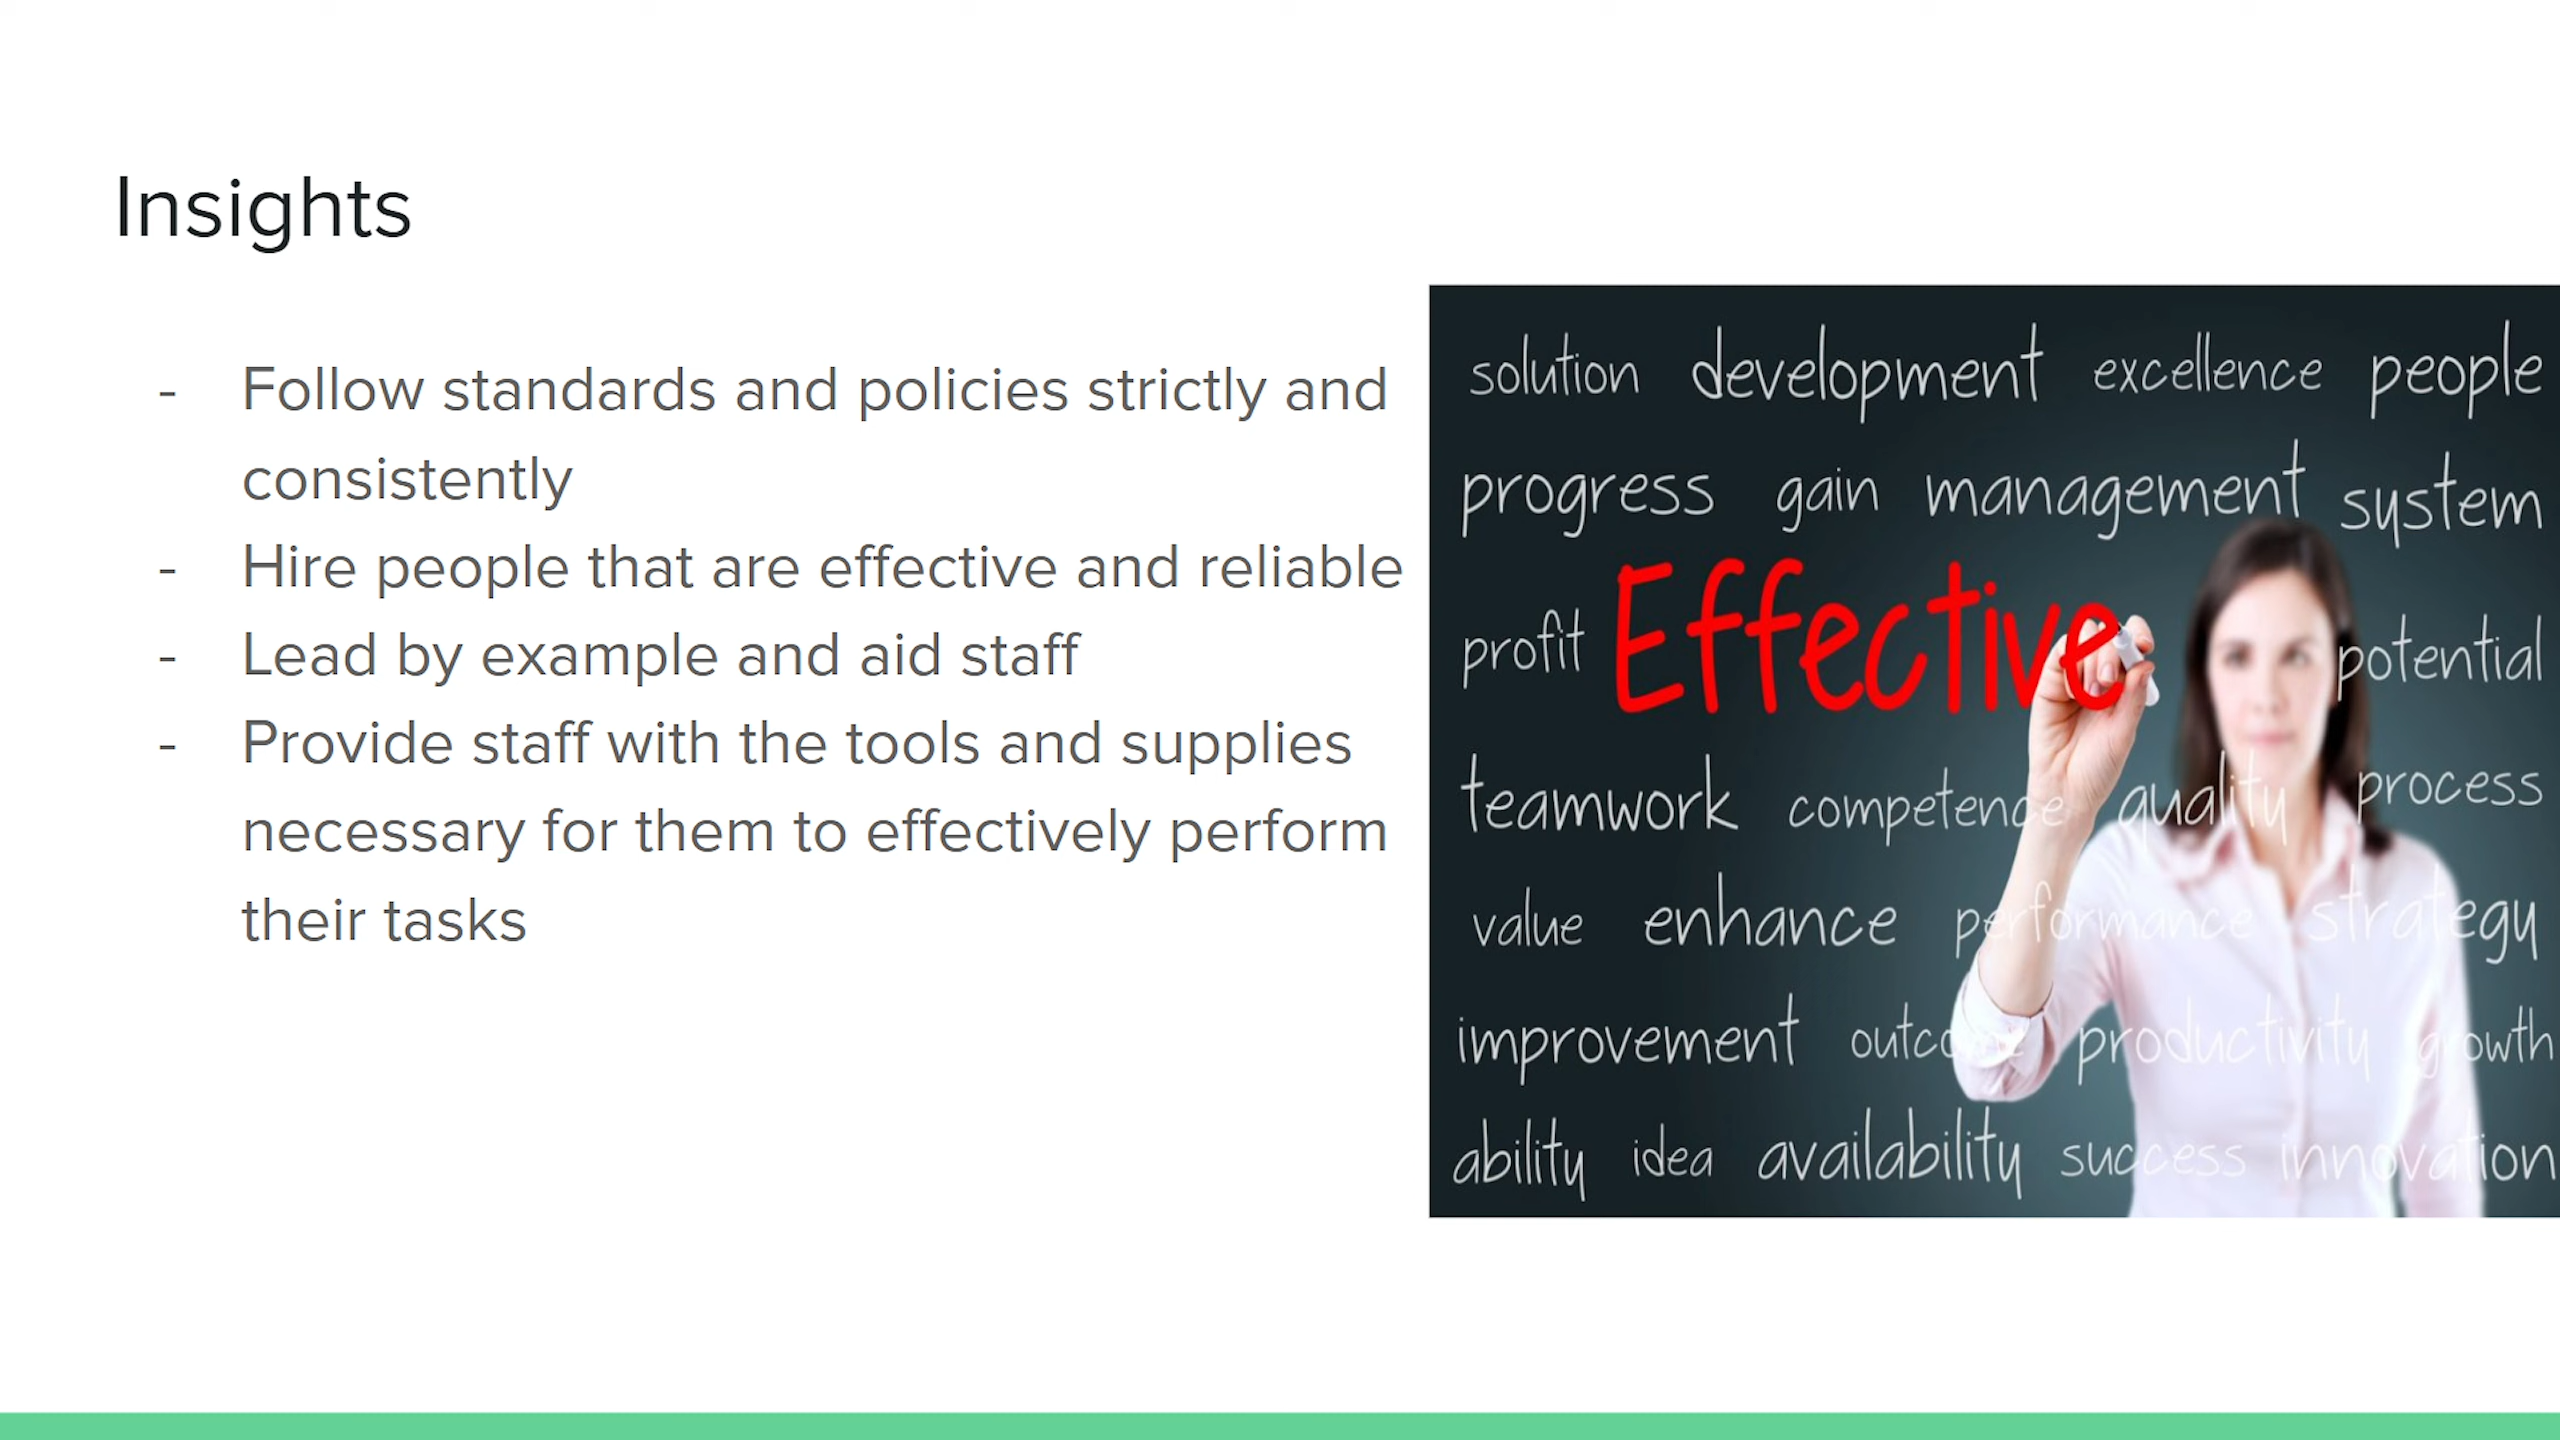 Insights
- Follow standards and policies strictly and
consistently
- Hire people that are effective and reliable
- Lead by example and aid staff
- Provide staff with the tools and supplies
necessary for them to effectively perform
their tasks
solution development excellence people
progress gain management system
profit Effective potential
teamwork competence quality process
value enhance performance strategy
improvement outcome productivity growth
ability idea availability success innovation